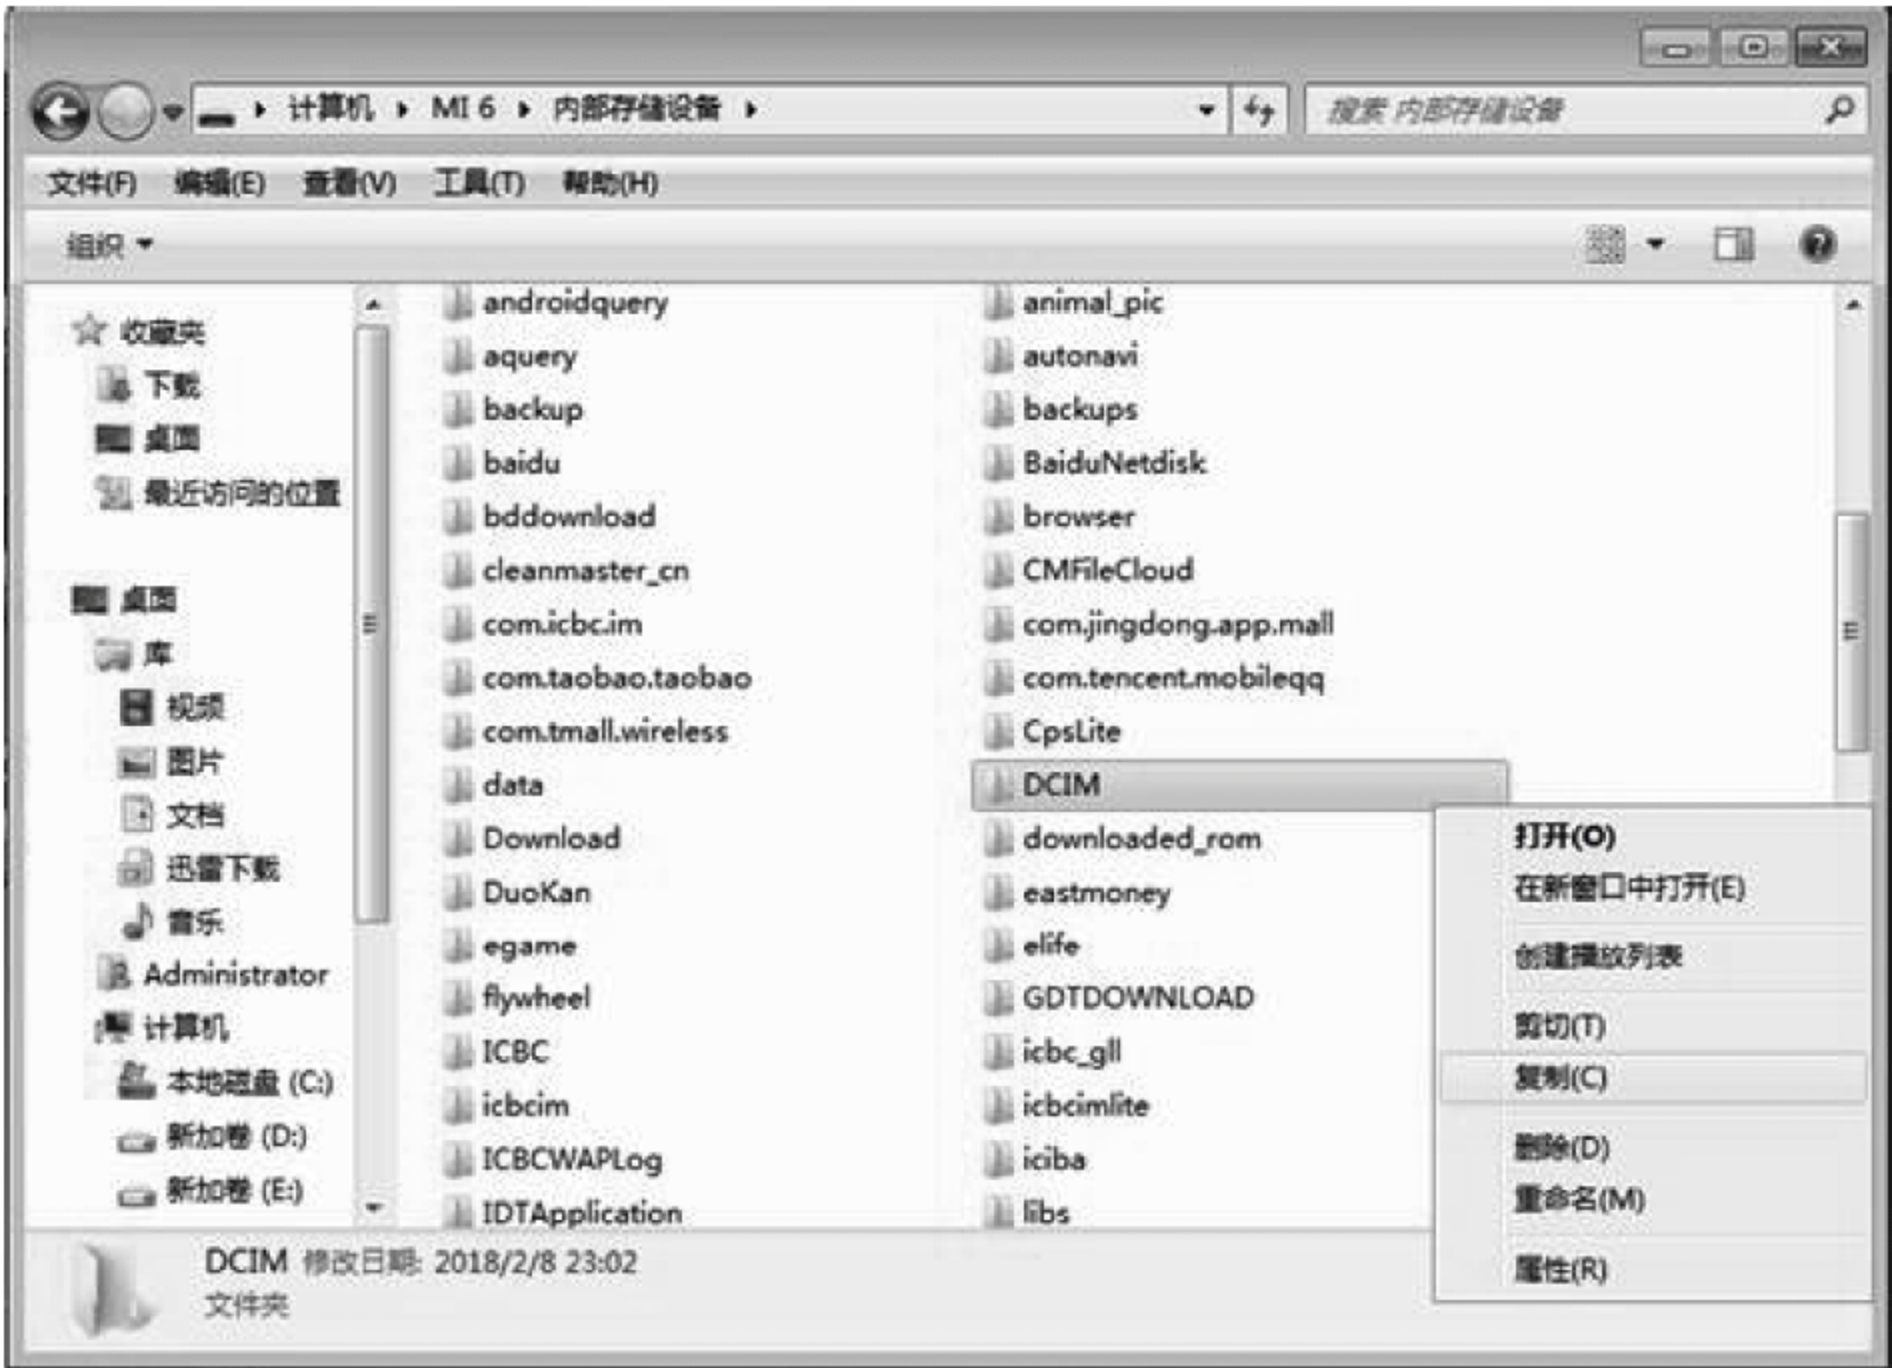 计算机 MI 6 内部存储设备
搜索 内部存储设备
文件(F) 编辑(E) 查看(V) 工具(T) 帮助(H)
组织
收藏夹
下载
桌面
最近访问的位置
桌面
库
视频
图片
文档
迅雷下载
音乐
Administrator
计算机
本地磁盘 (C:)
新加卷 (D:)
新加卷 (E:)
androidquery
aquery
backup
baidu
bddownload
cleanmaster_cn
com.icbc.im
com.taobao.taobao
com.tmall.wireless
data
Download
DuoKan
egame
flywheel
ICBC
icbcim
ICBCWAPLog
IDTApplication
animal_pic
autonavi
backups
BaiduNetdisk
browser
CMFileCloud
com.jingdong.app.mall
com.tencent.mobileqq
CpsLite
DCIM
downloaded_rom
eastmoney
elife
GDTDOWNLOAD
icbc_gll
icbcimlite
iciba
libs
打开(O)
在新窗口中打开(E)
创建播放列表
剪切(T)
复制(C)
删除(D)
重命名(M)
属性(R)
DCIM 修改日期: 2018/2/8 23:02
文件夹